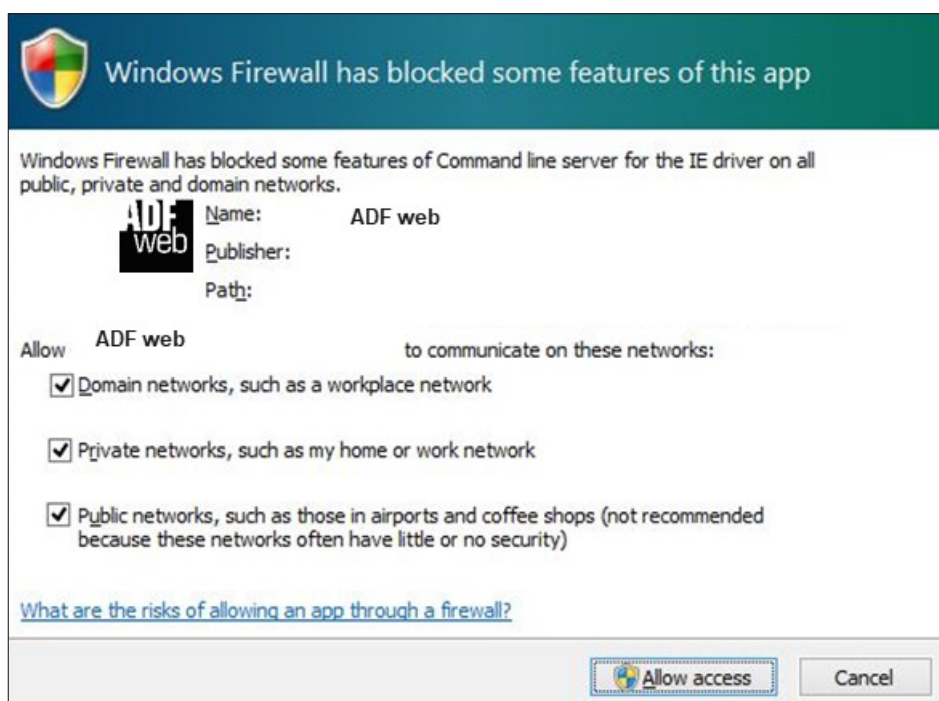 Windows Firewall has blocked some features of this app
Windows Firewall has blocked some features of Command line server for the IE driver on all
public, private and domain networks.
ADF
web
Name: ADF web
Publisher:
Path:
Allow ADF web to communicate on these networks:
Domain networks, such as a workplace network
Private networks, such as my home or work network
Public networks, such as those in airports and coffee shops (not recommended
because these networks often have little or no security)
What are the risks of allowing an app through a firewall?
Allow access Cancel